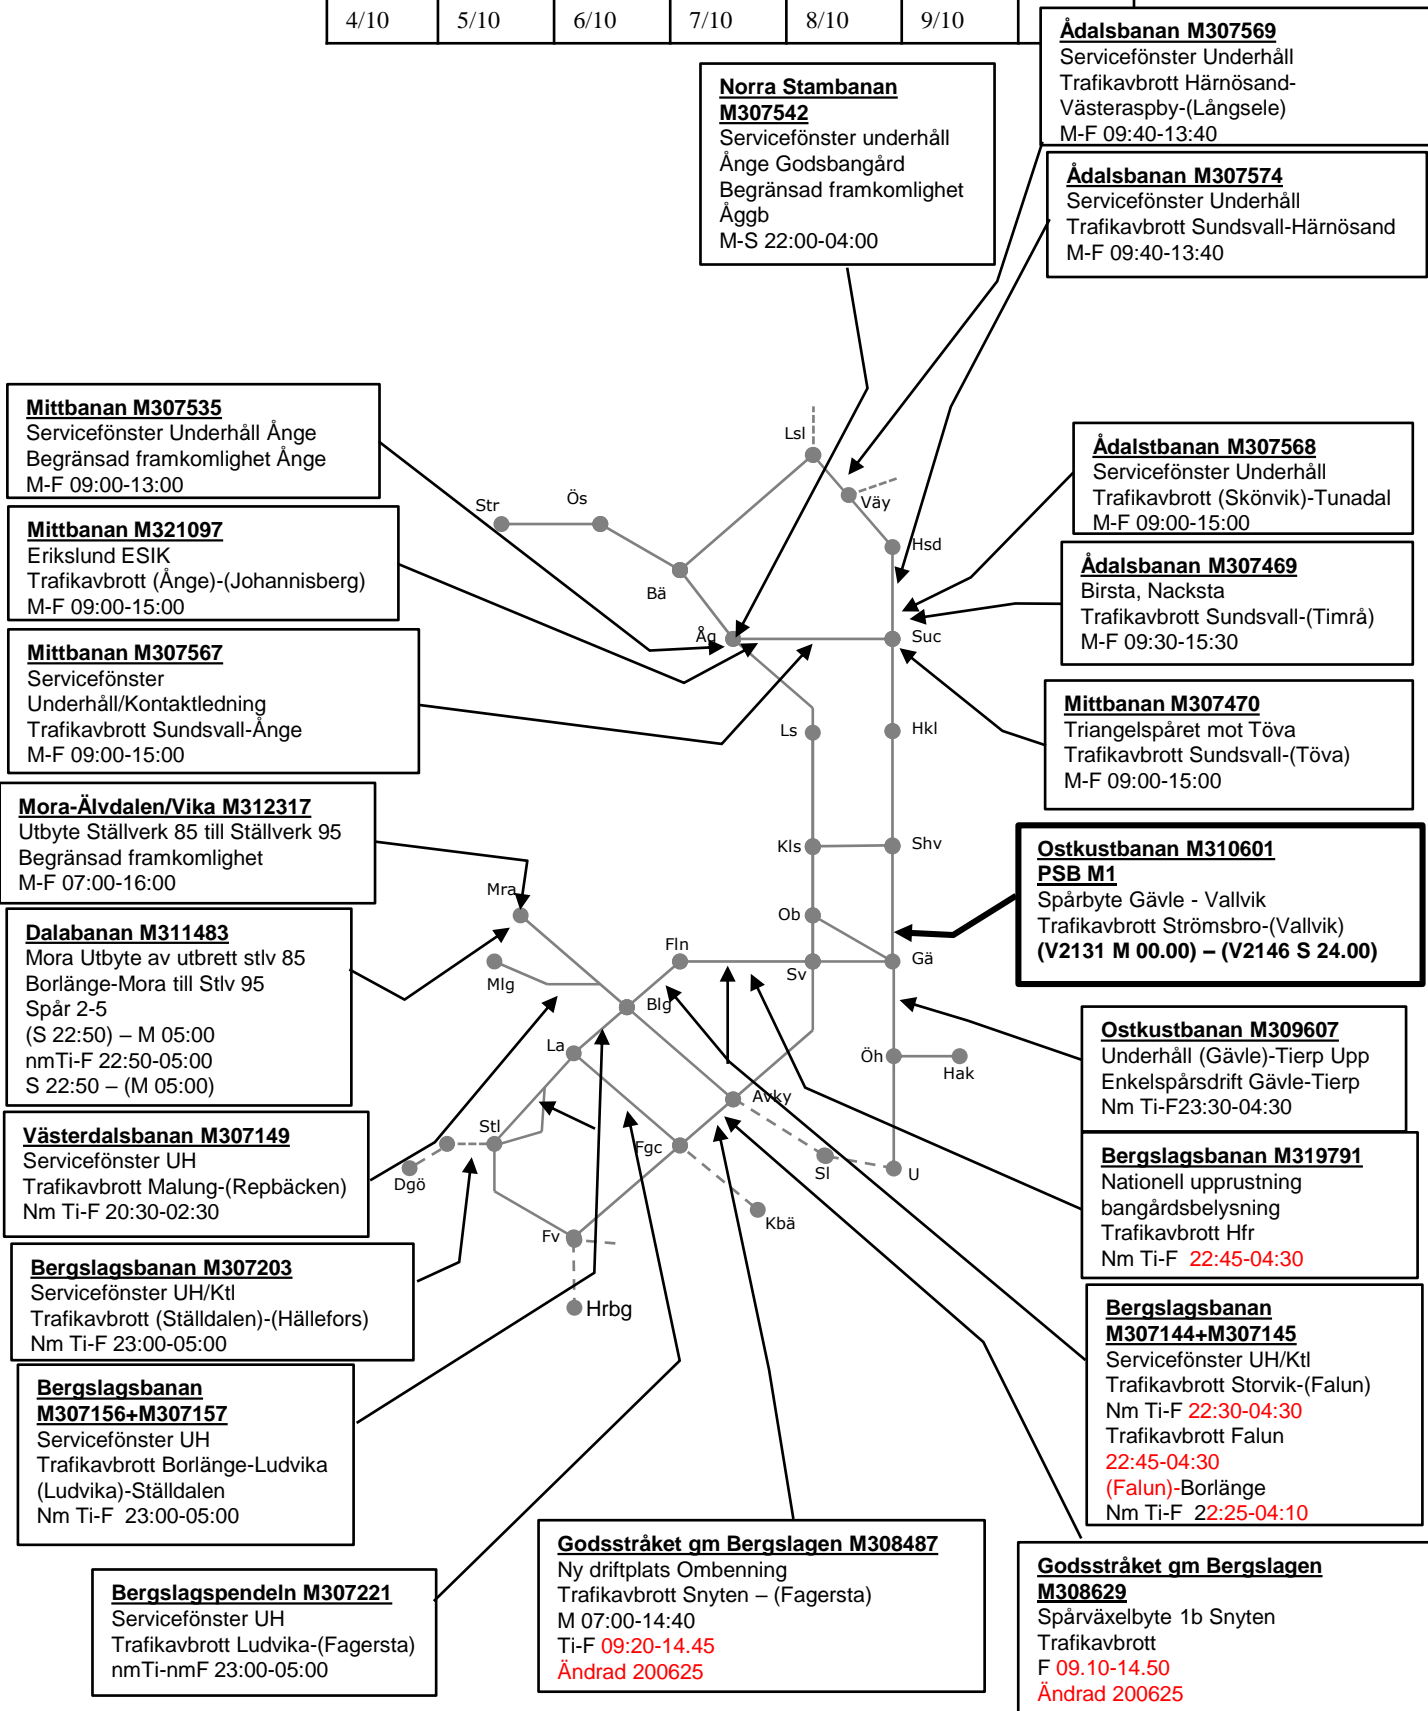 4/10 5/10 6/10 7/10 8/10 9/10
Ådalsbanan M307569
Servicefönster Underhåll
Trafikavbrott Härnösand-
Västeraspby-(Långsele)
M-F 09:40-13:40
Norra Stambanan
M307542
Servicefönster underhåll
Ånge Godsbangård
Begränsad framkomlighet
Åggb
M-S 22:00-04:00
Ådalsbanan M307574
Servicefönster Underhåll
Trafikavbrott Sundsvall-Härnösand
M-F 09:40-13:40
Mittbanan M307535
Servicefönster Underhåll Ånge
Begränsad framkomlighet Ånge
M-F 09:00-13:00
Mittbanan M321097
Erikslund ESIK
Trafikavbrott (Ånge)-(Johannisberg)
M-F 09:00-15:00
Mittbanan M307567
Servicefönster
Underhåll/Kontaktledning
Trafikavbrott Sundsvall-Ånge
M-F 09:00-15:00
Mora-Älvdalen/Vika M312317
Utbyte Ställverk 85 till Ställverk 95
Begränsad framkomlighet
M-F 07:00-16:00
Dalabanan M311483
Mora Utbyte av utbrett stlv 85
Borlänge-Mora till Stlv 95
Spår 2-5
(S 22:50) – M 05:00
nmTi-F 22:50-05:00
S 22:50 – (M 05:00)
Västerdalsbanan M307149
Servicefönster UH
Trafikavbrott Malung-(Repbäcken)
Nm Ti-F 20:30-02:30
Bergslagsbanan M307203
Servicefönster UH/Ktl
Trafikavbrott (Ställdalen)-(Hällefors)
Nm Ti-F 23:00-05:00
Bergslagsbanan
M307156+M307157
Servicefönster UH
Trafikavbrott Borlänge-Ludvika
(Ludvika)-Ställdalen
Nm Ti-F 23:00-05:00
Bergslagspendeln M307221
Servicefönster UH
Trafikavbrott Ludvika-(Fagersta)
nmTi-nmF 23:00-05:00
Lsl
Väy
Str
Ös
Hsd
Bä
Åg
Suc
Ls
Hkl
Kls
Shv
Mra
Ob
Fln
Mlg
Sv
Gä
Blg
La
Öh
Hak
Avky
Stl
Fgc
Dgö
Sl
U
Kbä
Fv
Hrbg
Ådalstbanan M307568
Servicefönster Underhåll
Trafikavbrott (Skönvik)-Tunadal
M-F 09:00-15:00
Ådalsbanan M307469
Birsta, Nacksta
Trafikavbrott Sundsvall-(Timrå)
M-F 09:30-15:30
Mittbanan M307470
Triangelspåret mot Töva
Trafikavbrott Sundsvall-(Töva)
M-F 09:00-15:00
Ostkustbanan M310601
PSB M1
Spårbyte Gävle - Vallvik
Trafikavbrott Strömsbro-(Vallvik)
(V2131 M 00.00) – (V2146 S 24.00)
Ostkustbanan M309607
Underhåll (Gävle)-Tierp Upp
Enkelspårsdrift Gävle-Tierp
Nm Ti-F23:30-04:30
Bergslagsbanan M319791
Nationell upprustning
bangårdsbelysning
Trafikavbrott Hfr
Nm Ti-F 22:45-04:30
Bergslagsbanan
M307144+M307145
Servicefönster UH/Ktl
Trafikavbrott Storvik-(Falun)
Nm Ti-F 22:30-04:30
Trafikavbrott Falun
22:45-04:30
(Falun)-Borlänge
Nm Ti-F 22:25-04:10
Godsstråket gm Bergslagen M308487
Ny driftplats Ombenning
Trafikavbrott Snyten – (Fagersta)
M 07:00-14:40
Ti-F 09:20-14.45
Ändrad 200625
Godsstråket gm Bergslagen
M308629
Spårväxelbyte 1b Snyten
Trafikavbrott
F 09.10-14.50
Ändrad 200625